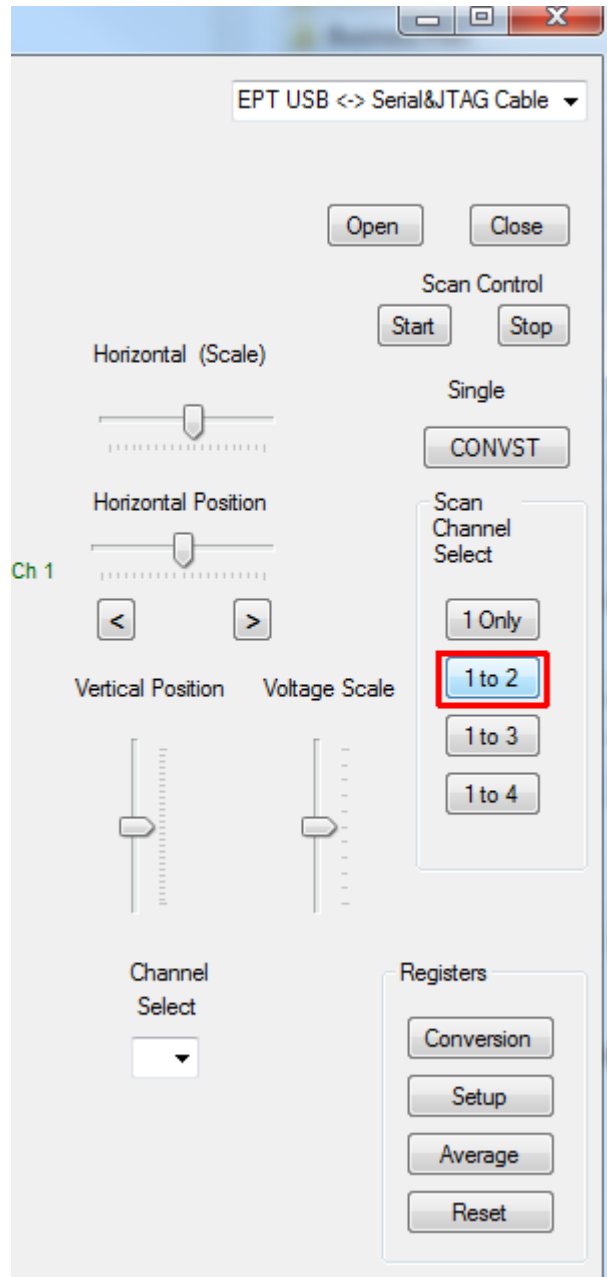 EPT USB <-> Serial&JTAG Cable
Open
Close
Scan Control
Start
Stop
Horizontal (Scale)
Single
CONVST
Horizontal Position
Scan
Channel
Select
Ch 1
<
>
1 Only
1 to 2
1 to 3
1 to 4
Vertical Position
Voltage Scale
Channel
Select
Registers
Conversion
Setup
Average
Reset